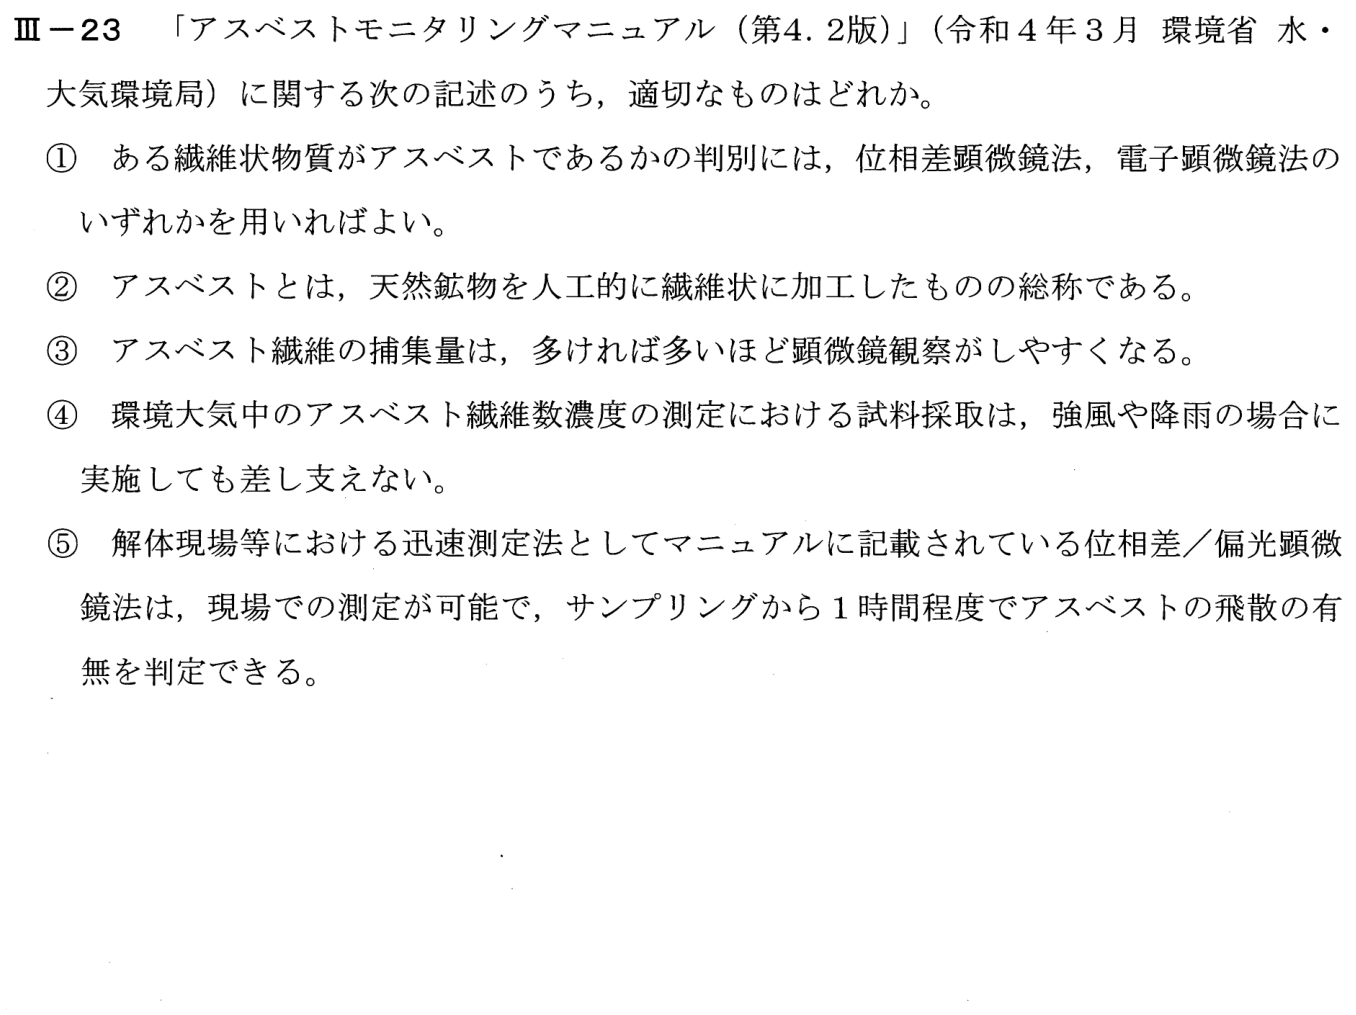 Ⅲ－23　「アスベストモニタリングマニュアル（第4．2版）」（令和４年３月　環境省　水・
大気環境局）に関する次の記述のうち，適切なものはどれか。
①　ある繊維状物質がアスベストであるかの判別には，位相差顕微鏡法，電子顕微鏡法の
いずれかを用いればよい。
②　アスベストとは，天然鉱物を人工的に繊維状に加工したものの総称である。
③　アスベスト繊維の捕集量は，多ければ多いほど顕微鏡観察がしやすくなる。
④　環境大気中のアスベスト繊維数濃度の測定における試料採取は，強風や降雨の場合に
実施しても差し支えない。
⑤　解体現場等における迅速測定法としてマニュアルに記載されている位相差／偏光顕微
鏡法は，現場での測定が可能で，サンプリングから１時間程度でアスベストの飛散の有
無を判定できる。